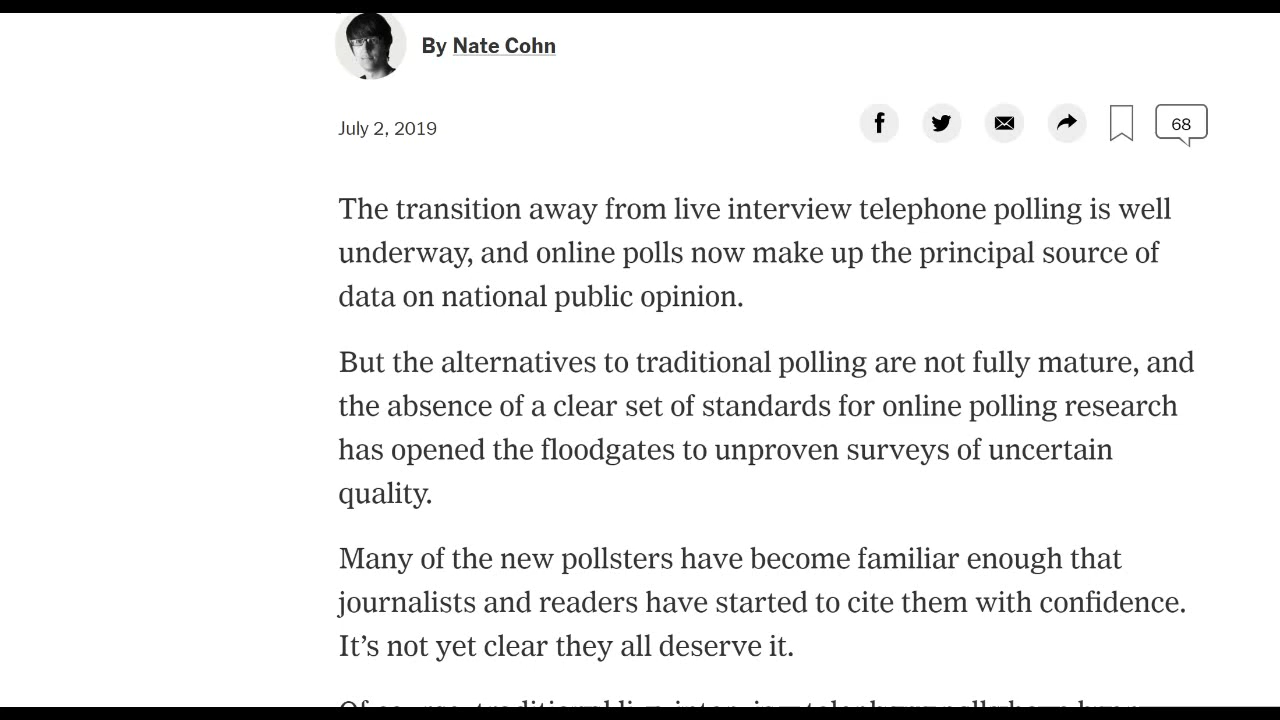 By Nate Cohn
July 2, 2019
68
The transition away from live interview telephone polling is well
underway, and online polls now make up the principal source of
data on national public opinion.
But the alternatives to traditional polling are not fully mature, and
the absence of a clear set of standards for online polling research
has opened the floodgates to unproven surveys of uncertain
quality.
Many of the new pollsters have become familiar enough that
journalists and readers have started to cite them with confidence.
It’s not yet clear they all deserve it.